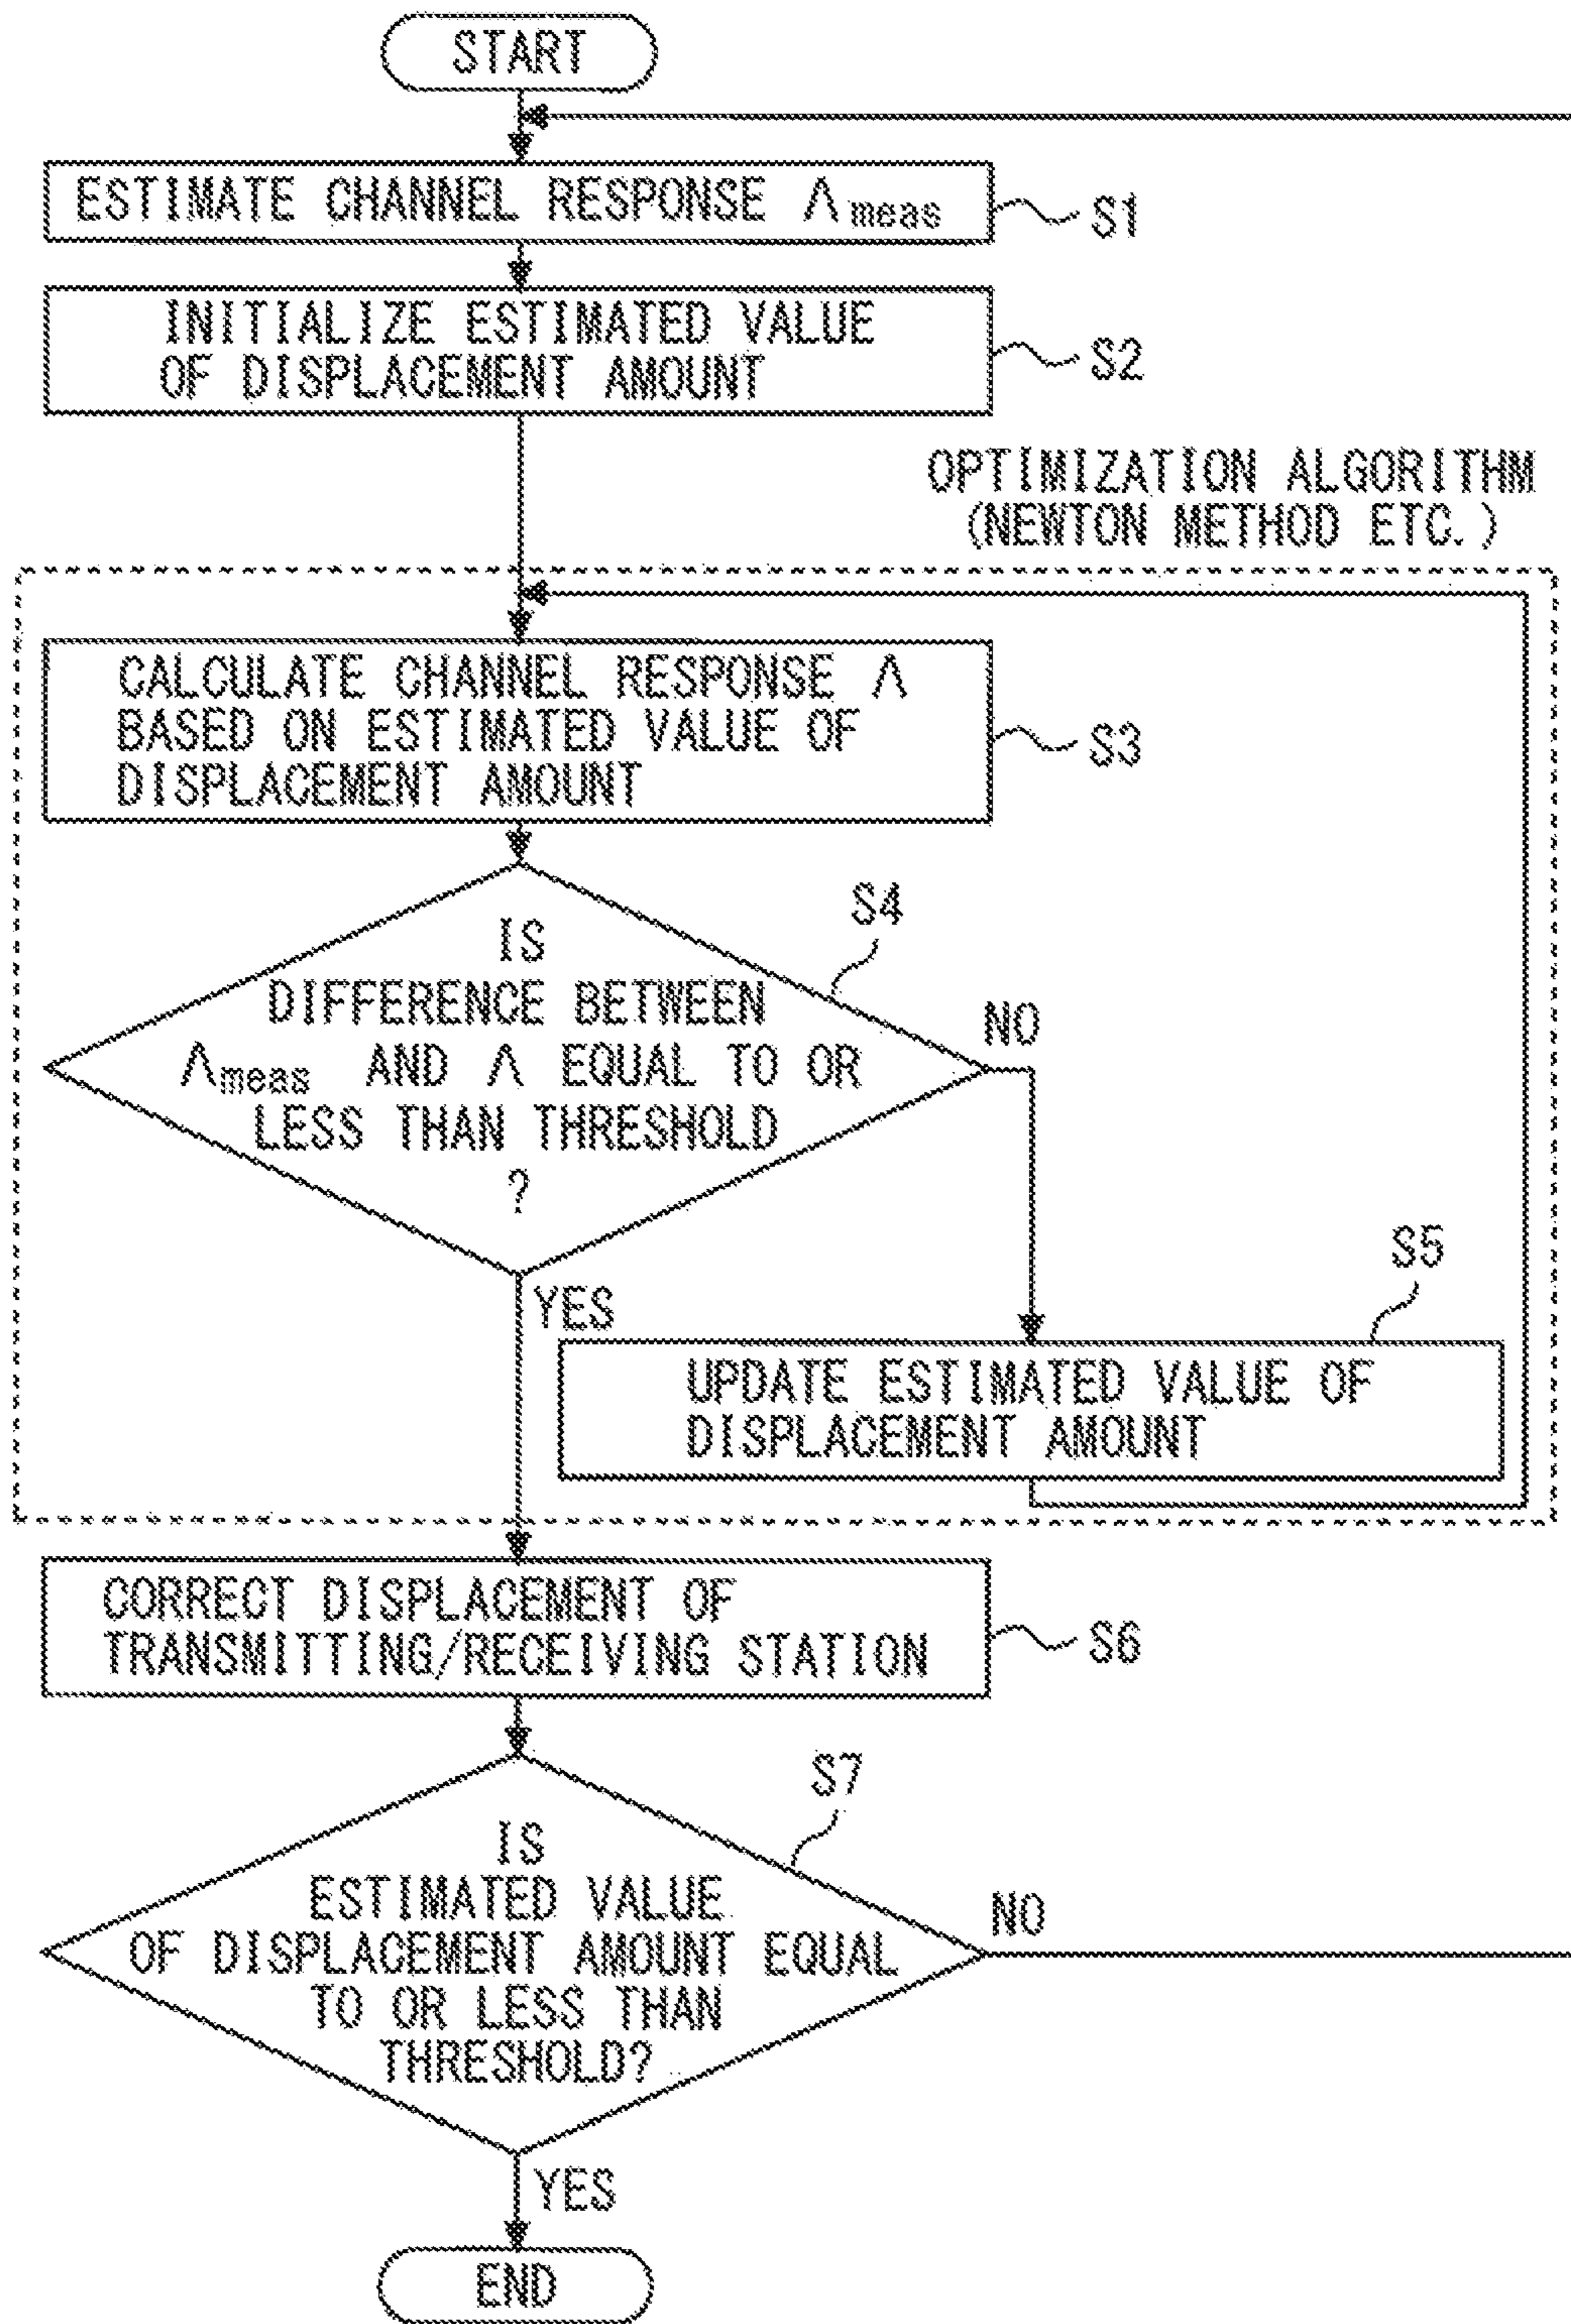 START
ESTIMATE CHANNEL RESPONSE Λmeas
S1
INITIALIZE ESTIMATED VALUE
OF DISPLACEMENT AMOUNT
S2
OPTIMIZATION ALGORITHM
(NEWTON METHOD ETC.)
CALCULATE CHANNEL RESPONSE Λ
BASED ON ESTIMATED VALUE OF
DISPLACEMENT AMOUNT
S3
S4
IS
DIFFERENCE BETWEEN
Λmeas AND Λ EQUAL TO OR
LESS THAN THRESHOLD
?
NO
YES
S5
UPDATE ESTIMATED VALUE OF
DISPLACEMENT AMOUNT
CORRECT DISPLACEMENT OF
TRANSMITTING/RECEIVING STATION
S6
S7
IS
ESTIMATED VALUE
OF DISPLACEMENT AMOUNT EQUAL
TO OR LESS THAN
THRESHOLD?
NO
YES
END